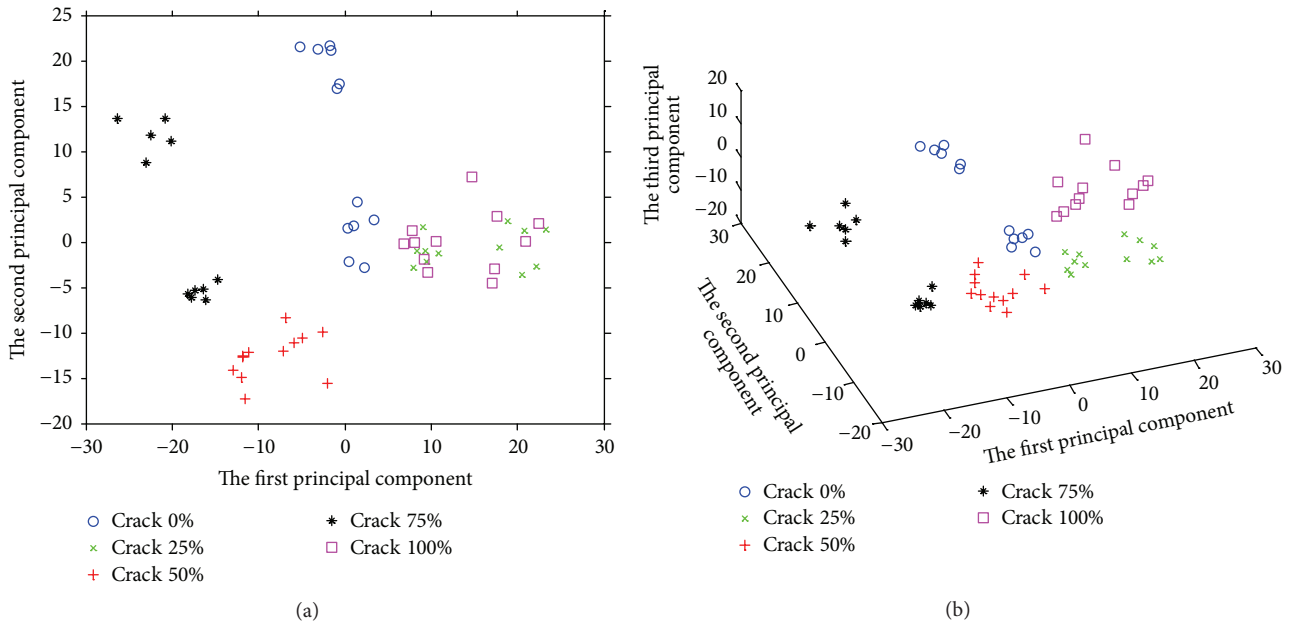 25
20
15
10
5
0
−5
−10
−15
−20
−30
−20
−10
0
10
20
30
The second principal component
The first principal component
Crack 0%
Crack 25%
Crack 50%
Crack 75%
Crack 100%
(a)
20
10
0
−10
−20
30
20
10
0
−10
−20
−30
−20
−10
0
10
20
30
The third principal
component
The second principal
component
The first principal component
Crack 0%
Crack 25%
Crack 50%
Crack 75%
Crack 100%
(b)